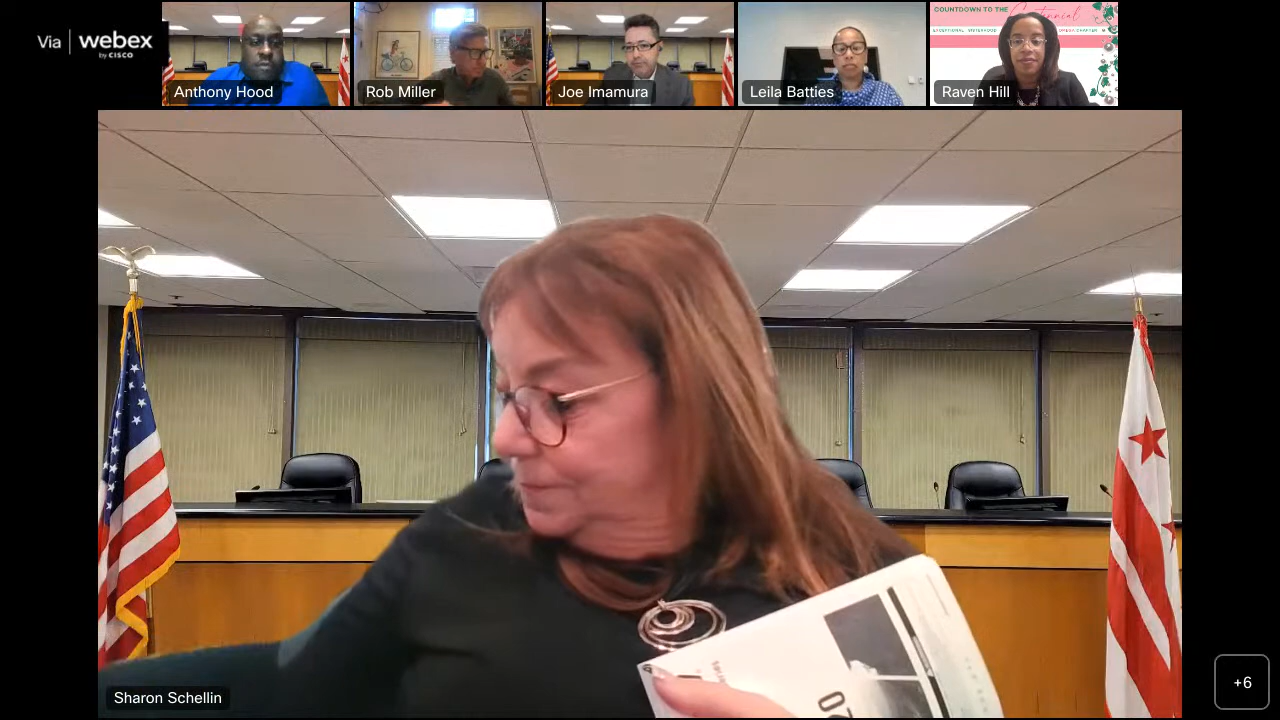 Via webex
by CISCO
Anthony Hood
Rob Miller
Joe Imamura
Leila Batties
COUNTDOWN TO THE
Centennial
Raven Hill
Sharon Schellin
+6